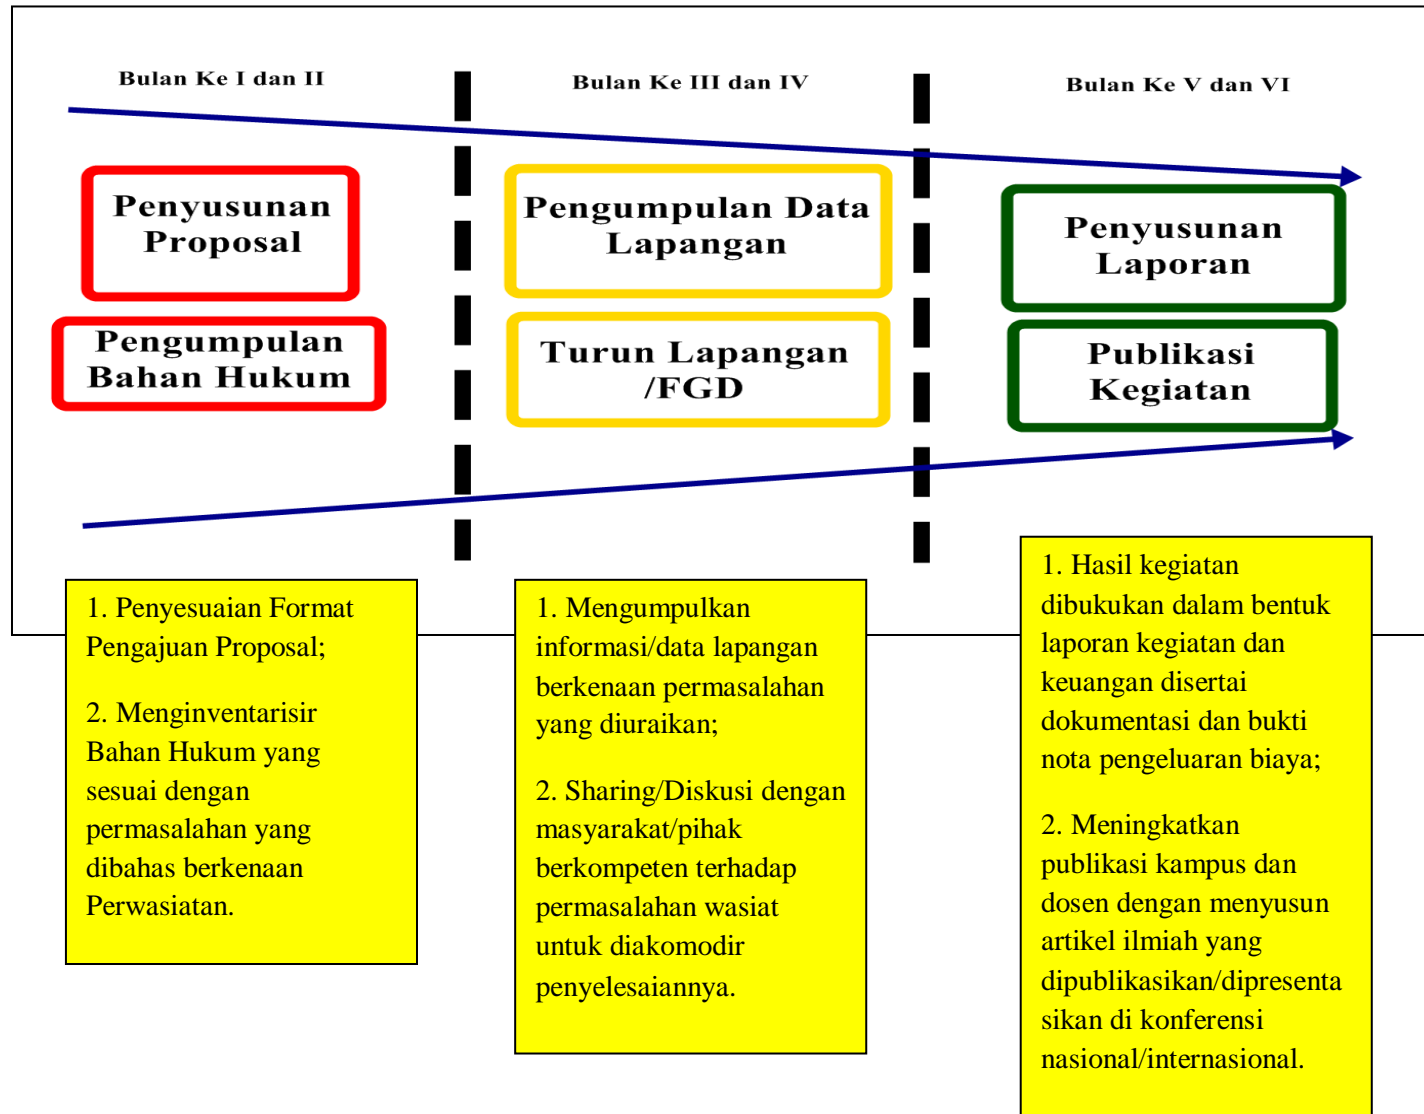 Bulan Ke I dan II
Penyusunan
Proposal
Pengumpulan
Bahan Hukum
1. Penyesuaian Format
Pengajuan Proposal;
2. Menginventarisir
Bahan Hukum yang
sesuai dengan
permasalahan yang
dibahas berkenaan
Perwasiatan.
Bulan Ke III dan IV
Pengumpulan Data
Lapangan
Turun Lapangan
/FGD
1. Mengumpulkan
informasi/data lapangan
berkenaan permasalahan
yang diuraikan;
2. Sharing/Diskusi dengan
masyarakat/pihak
berkompeten terhadap
permasalahan wasiat
untuk diakomodir
penyelesaiannya.
Bulan Ke V dan VI
Penyusunan
Laporan
Publikasi
Kegiatan
1. Hasil kegiatan
dibukukan dalam bentuk
laporan kegiatan dan
keuangan disertai
dokumentasi dan bukti
nota pengeluaran biaya;
2. Meningkatkan
publikasi kampus dan
dosen dengan menyusun
artikel ilmiah yang
dipublikasikan/dipresenta
sikan di konferensi
nasional/internasional.